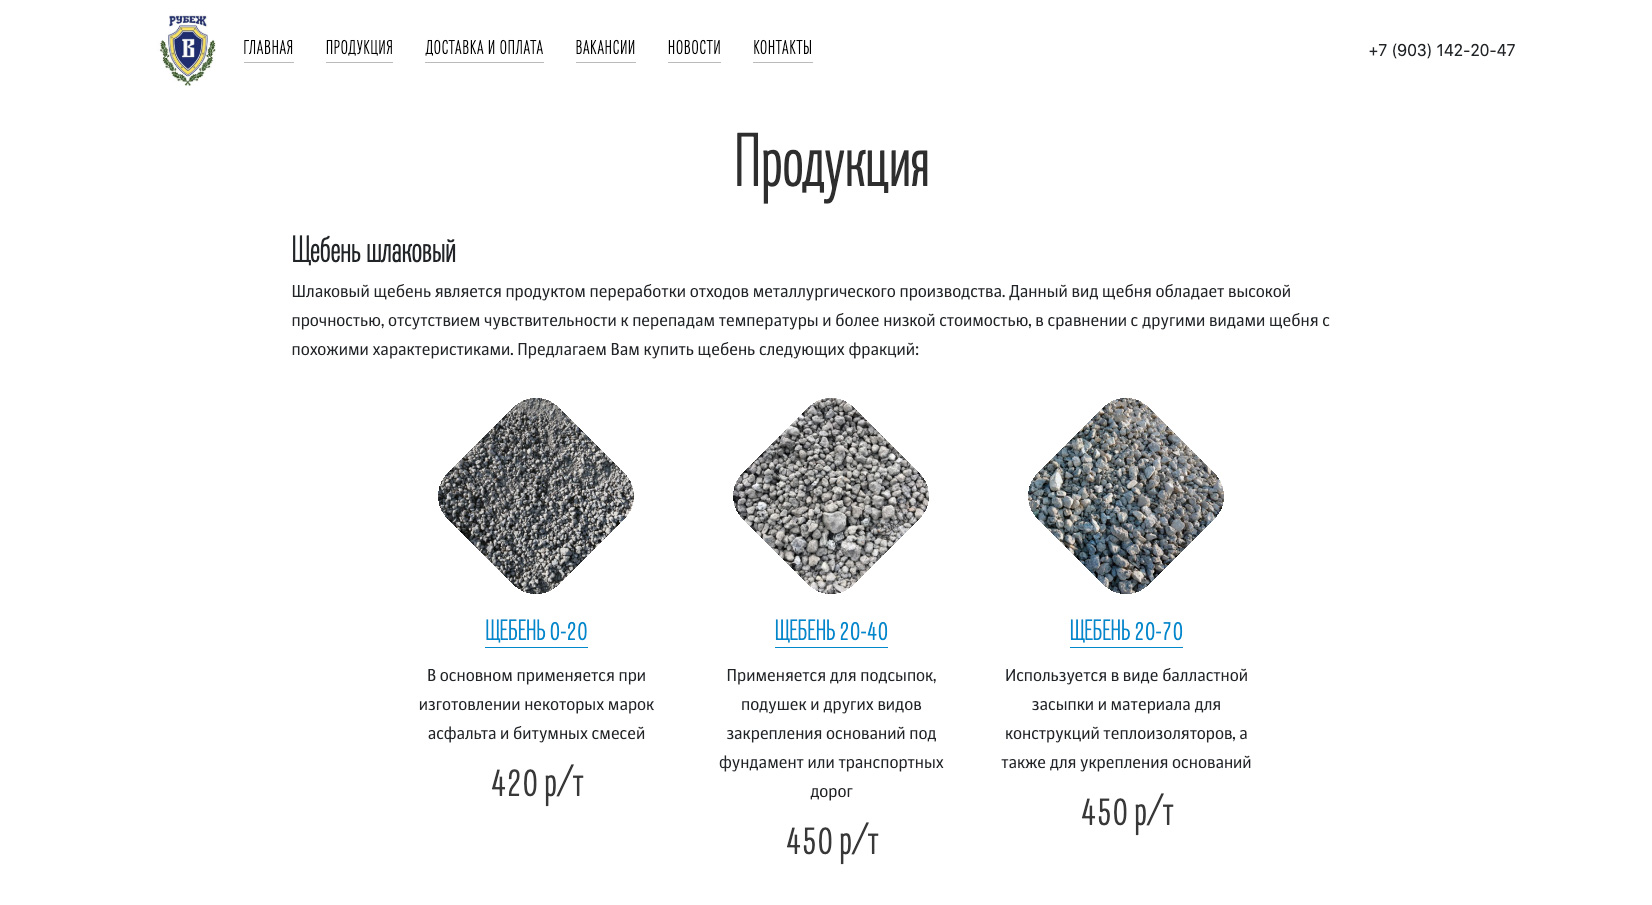 РУБЕЖ
В
ГЛАВНАЯ ПРОДУКЦИЯ ДОСТАВКА И ОПЛАТА ВАКАНСИИ НОВОСТИ КОНТАКТЫ +7 (903) 142-20-47
Продукция
Щебень шлаковый
Шлаковый щебень является продуктом переработки отходов металлургического производства. Данный вид щебня обладает высокой
прочностью, отсутствием чувствительности к перепадам температуры и более низкой стоимостью, в сравнении с другими видами щебня с
похожими характеристиками. Предлагаем Вам купить щебень следующих фракций:
ЩЕБЕНЬ 0-20
В основном применяется при
изготовлении некоторых марок
асфальта и битумных смесей
420 р/т
ЩЕБЕНЬ 20-40
Применяется для подсыпок,
подушек и других видов
закрепления оснований под
фундамент или транспортных
дорог
450 р/т
ЩЕБЕНЬ 20-70
Используется в виде балластной
засыпки и материала для
конструкций теплоизоляторов, а
также для укрепления оснований
450 р/т